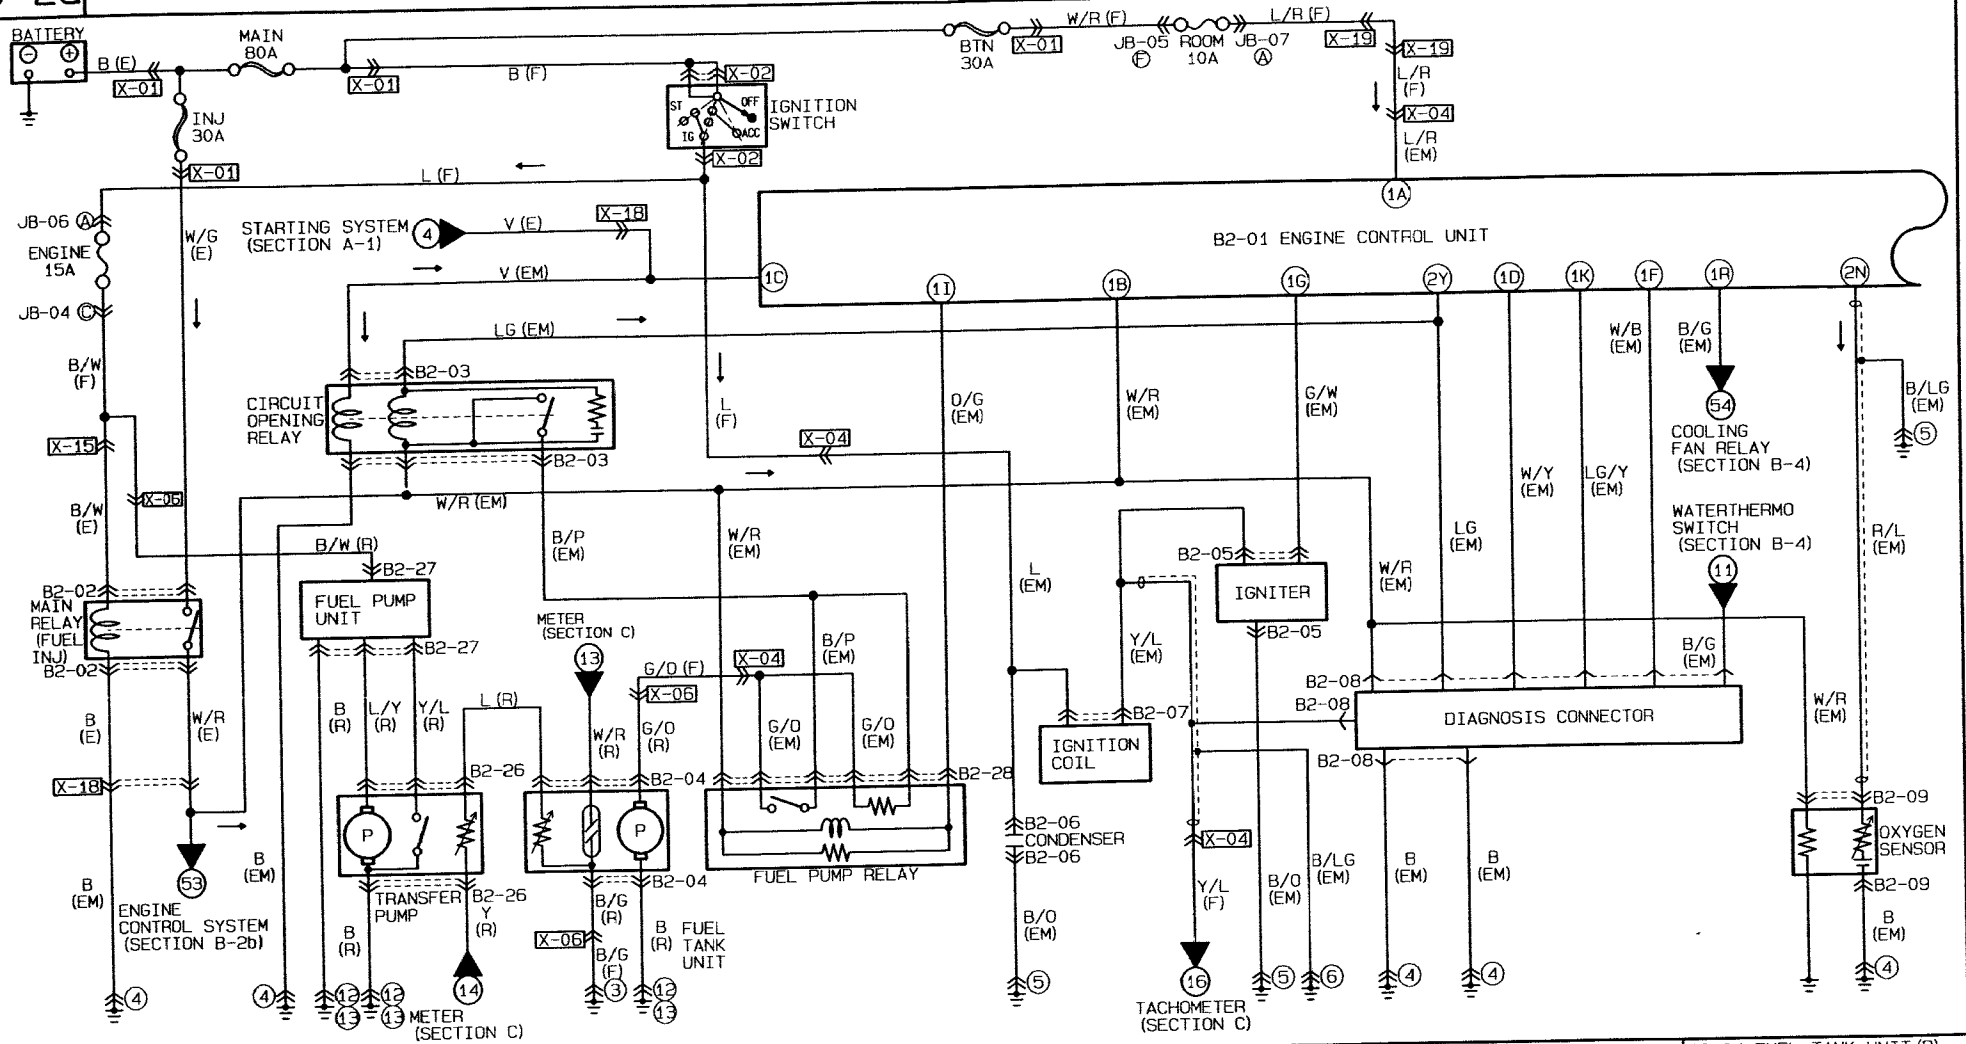 BATTERY
B (E)
X-01
MAIN
80A
X-01
B (F)
BTN
30A
X-01
W/R (F)
JB-05
F
ROOM
10A
JB-07
A
L/R (F)
X-19
X-19
L/R
(F)
X-04
L/R
(EM)
INJ
30A
X-01
X-02
ST
OFF
IG
ACC
IGNITION
SWITCH
X-02
L (F)
JB-06 A
ENGINE
15A
JB-04 C
W/G
(E)
STARTING SYSTEM
(SECTION A-1)
4
V (E)
X-18
V (EM)
1A
B2-01 ENGINE CONTROL UNIT
1C
1I
1B
1G
2Y
1D
1K
1F
1R
2N
LG (EM)
B/W
(F)
B2-03
CIRCUIT
OPENING
RELAY
B2-03
L
(F)
X-04
O/G
(EM)
W/R
(EM)
G/W
(EM)
W/B
(EM)
B/G
(EM)
54
COOLING
FAN RELAY
(SECTION B-4)
B/LG
(EM)
5
X-15
X-06
B/W
(E)
W/R (EM)
B/W (R)
B2-27
B/P
(EM)
W/R
(EM)
L
(EM)
B2-05
IGNITER
B2-05
W/R
(EM)
LG
(EM)
W/Y
(EM)
LG/Y
(EM)
WATERTHERMO
SWITCH
(SECTION B-4)
11
R/L
(EM)
B2-02
MAIN
RELAY
(FUEL
INJ)
B2-02
FUEL PUMP
UNIT
B2-27
METER
(SECTION C)
13
B/P
(EM)
Y/L
(EM)
B/G
(EM)
B
(E)
W/R
(E)
B
(R)
L/Y
(R)
Y/L
(R)
L (R)
W/R
(R)
G/O (F)
X-04
X-06
G/O
(R)
G/O
(EM)
G/O
(EM)
B2-07
IGNITION
COIL
B2-08
B2-08
DIAGNOSIS CONNECTOR
B2-08
W/R
(EM)
X-18
B2-26
B2-04
B2-28
B2-09
P
P
B2-06
CONDENSER
B2-06
X-04
OXYGEN
SENSOR
B2-09
53
ENGINE
CONTROL SYSTEM
(SECTION B-2b)
B
(EM)
B
(EM)
TRANSFER
PUMP
B2-26
Y
(R)
B2-04
FUEL PUMP RELAY
B
(R)
B/G
(R)
X-06
B/G
(F)
B
(R)
FUEL
TANK
UNIT
B/O
(EM)
Y/L
(F)
B/O
(EM)
B/LG
(EM)
B
(EM)
B
(EM)
B
(EM)
4
4
12
13
12
13
14
METER
(SECTION C)
3
12
13
5
16
TACHOMETER
(SECTION C)
5
6
4
4
4